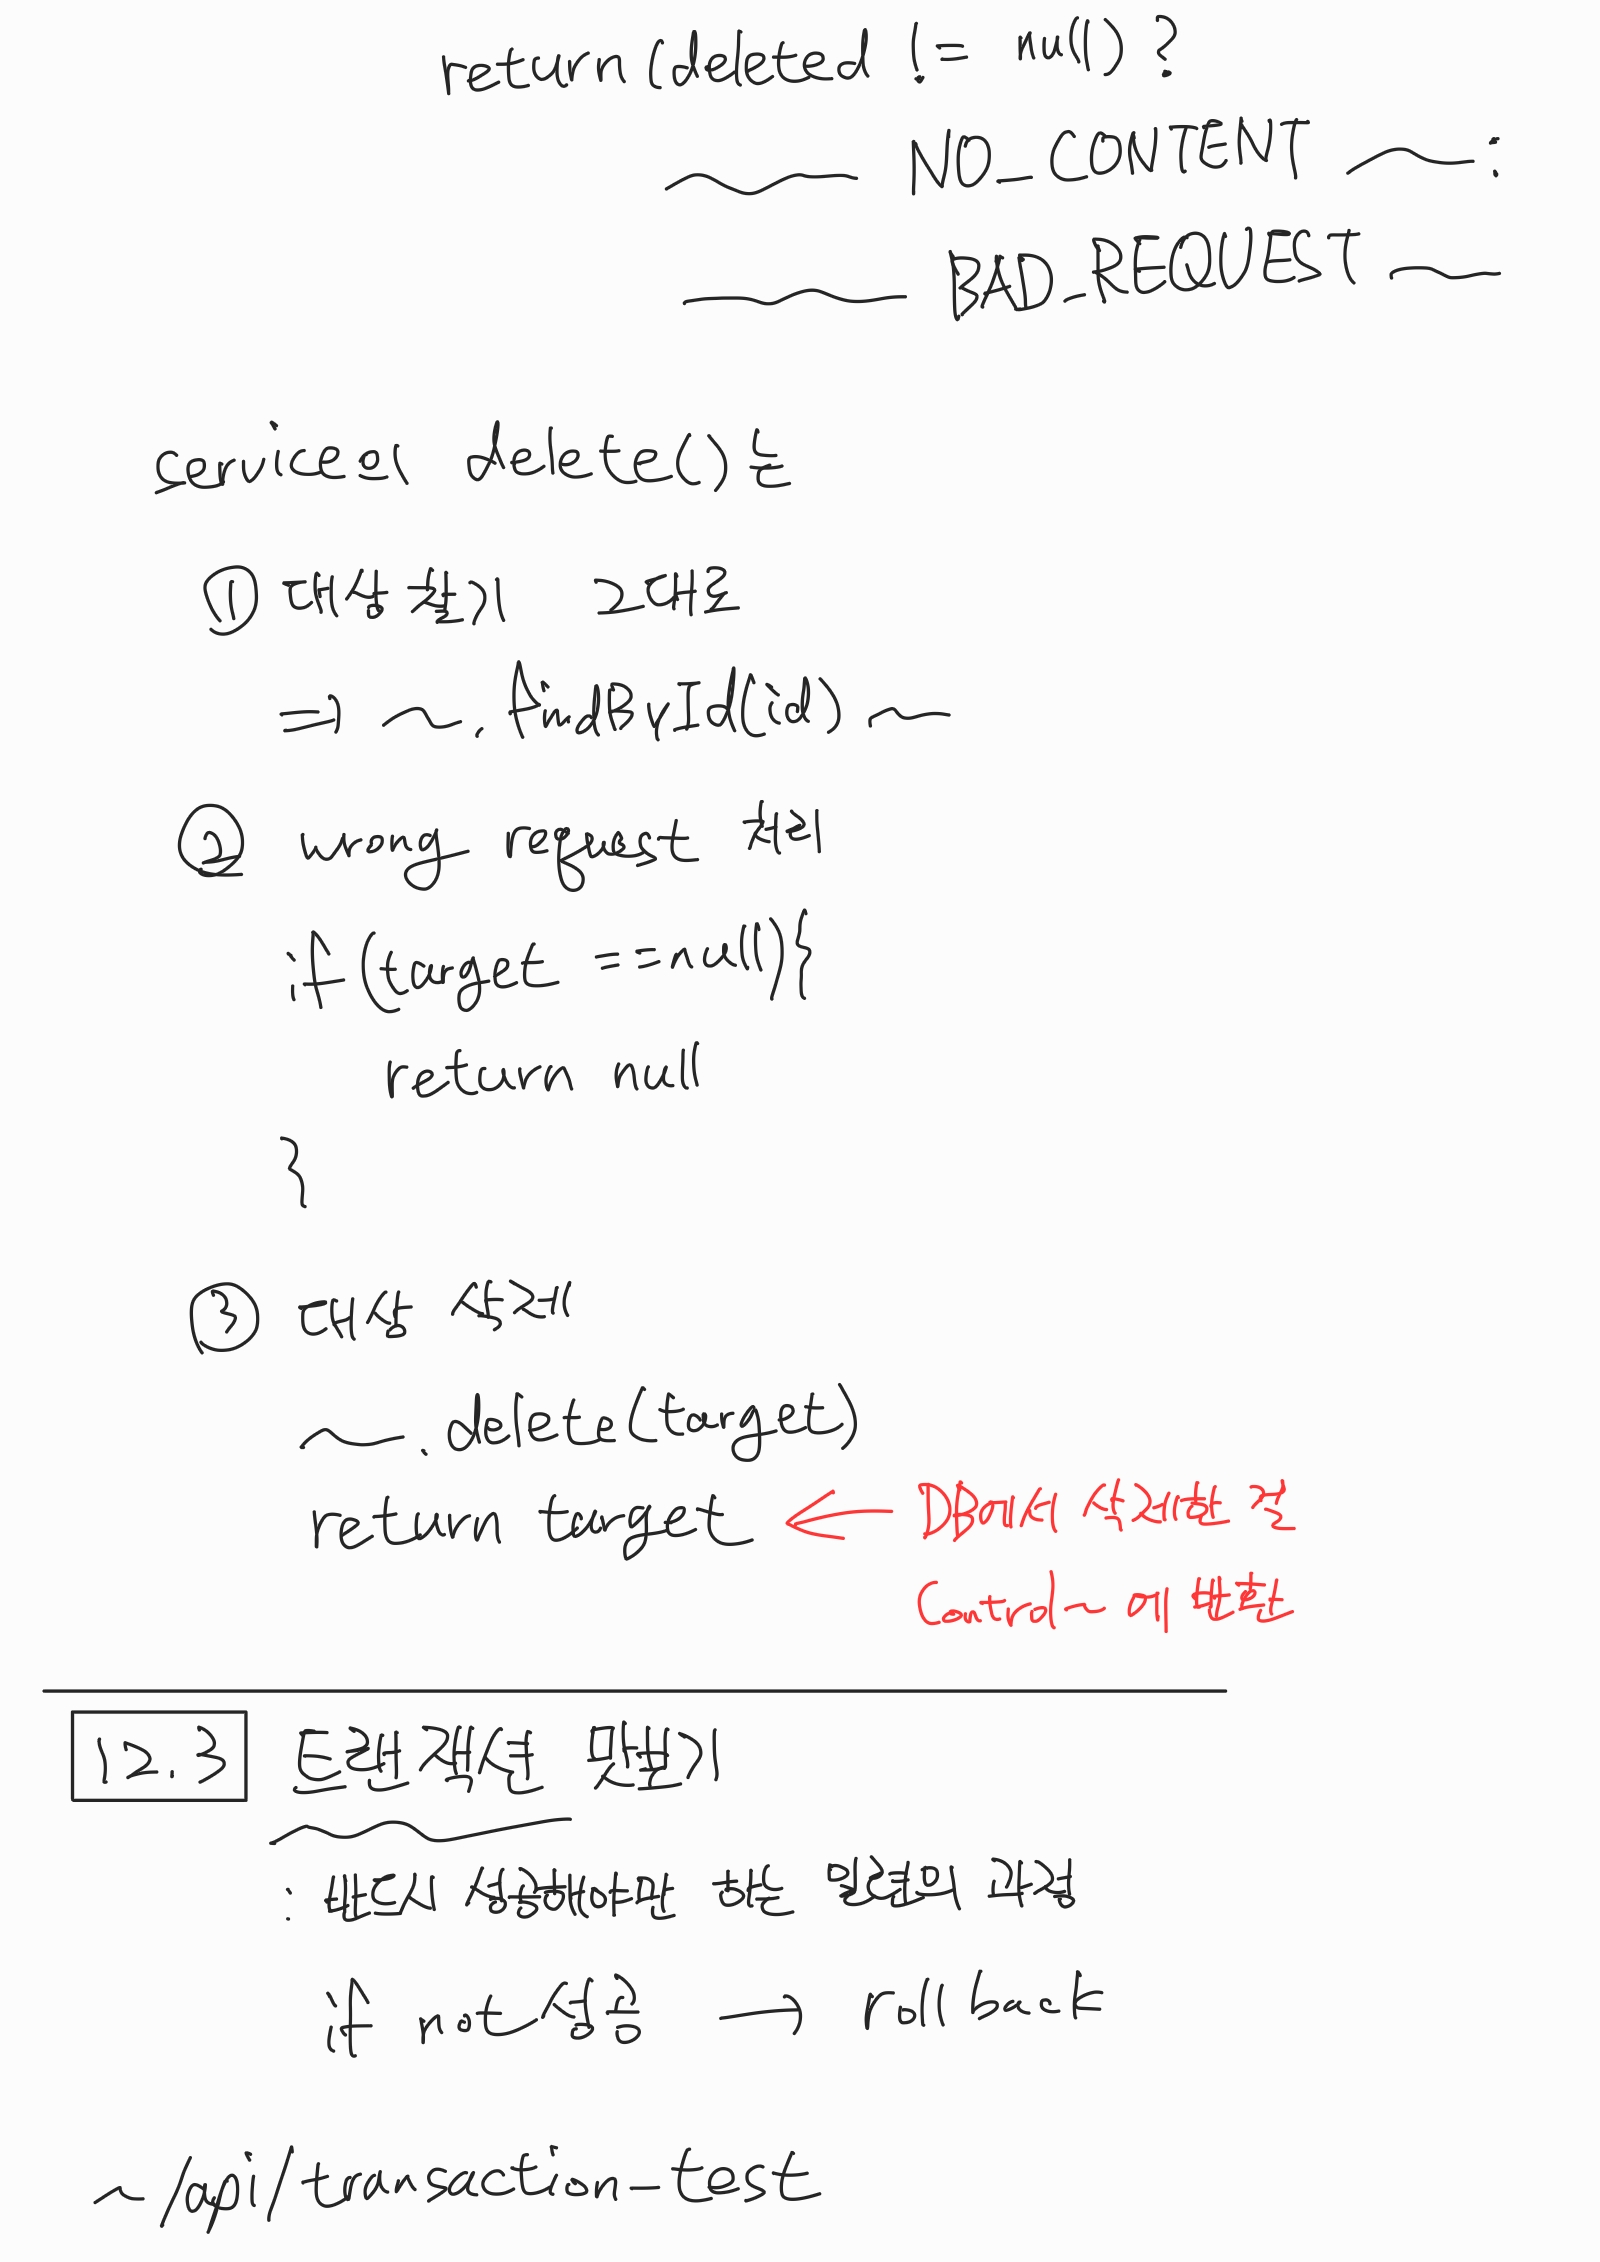 return (deleted != null) ?
~ NO_CONTENT ~ :
~ BAD_REQUEST ~
service의 delete()는
① 대상 찾기 그대로
=> ~. findById(id) ~
② wrong request 처리
if (target ==null){
return null
}
③ 대상 삭제
~. delete(target)
return target ← DB에서 삭제한 걸
Control~에 반환
12.3 트랜잭션 맛보기
: 반드시 성공해야만 하는 일련의 과정
if not 성공 → roll back
~/api/transaction-test